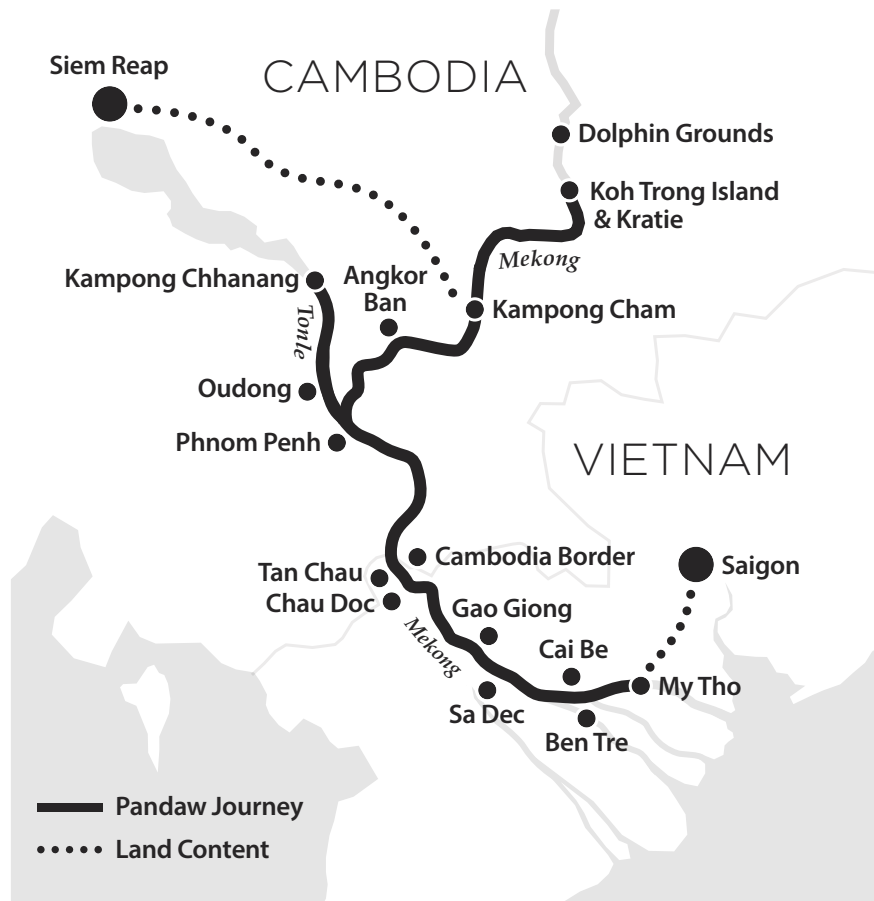 Siem Reap
CAMBODIA
Dolphin Grounds
Koh Trong Island
& Kratie
Mekong
Kampong Chhanang
Angkor
Ban
Kampong Cham
Tonle
Oudong
Phnom Penh
VIETNAM
Cambodia Border
Saigon
Tan Chau
Chau Doc
Gao Giong
Mekong
Cai Be
My Tho
Sa Dec
Ben Tre
Pandaw Journey
Land Content